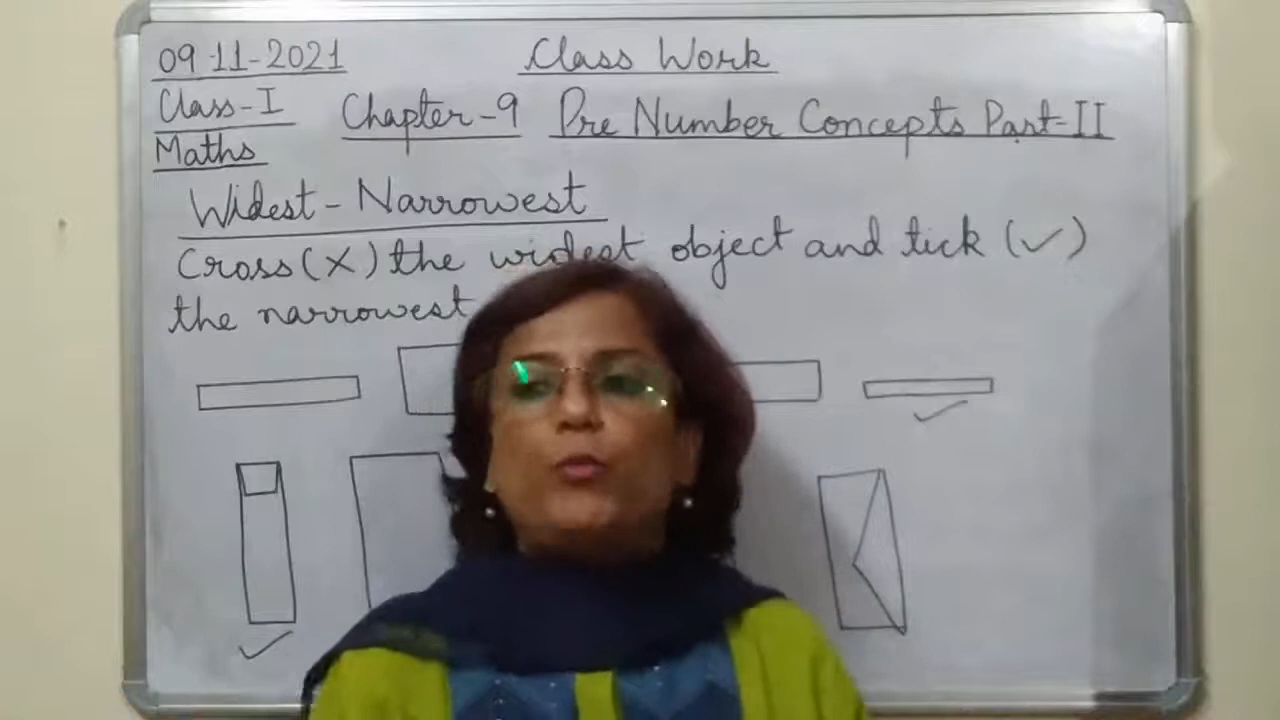 09-11-2021 Class Work
Class-I Chapter-9 Pre Number Concepts Part-II
Maths
Widest - Narrowest
Cross (X) the widest object and tick (✓)
the narrowest